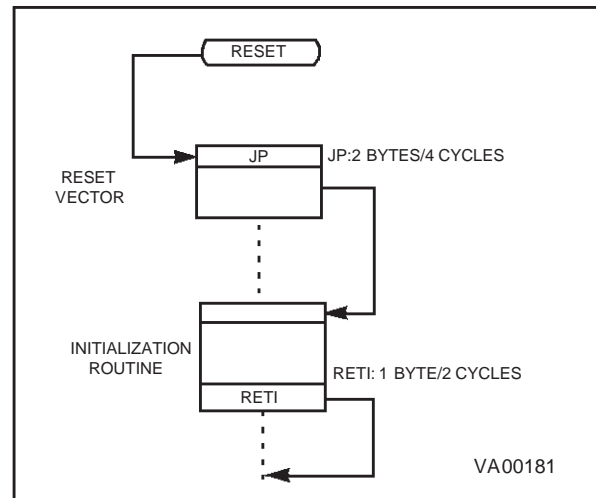 RESET
JP
JP:2 BYTES/4 CYCLES
RESET
VECTOR
INITIALIZATION
ROUTINE
RETI: 1 BYTE/2 CYCLES
RETI
VA00181